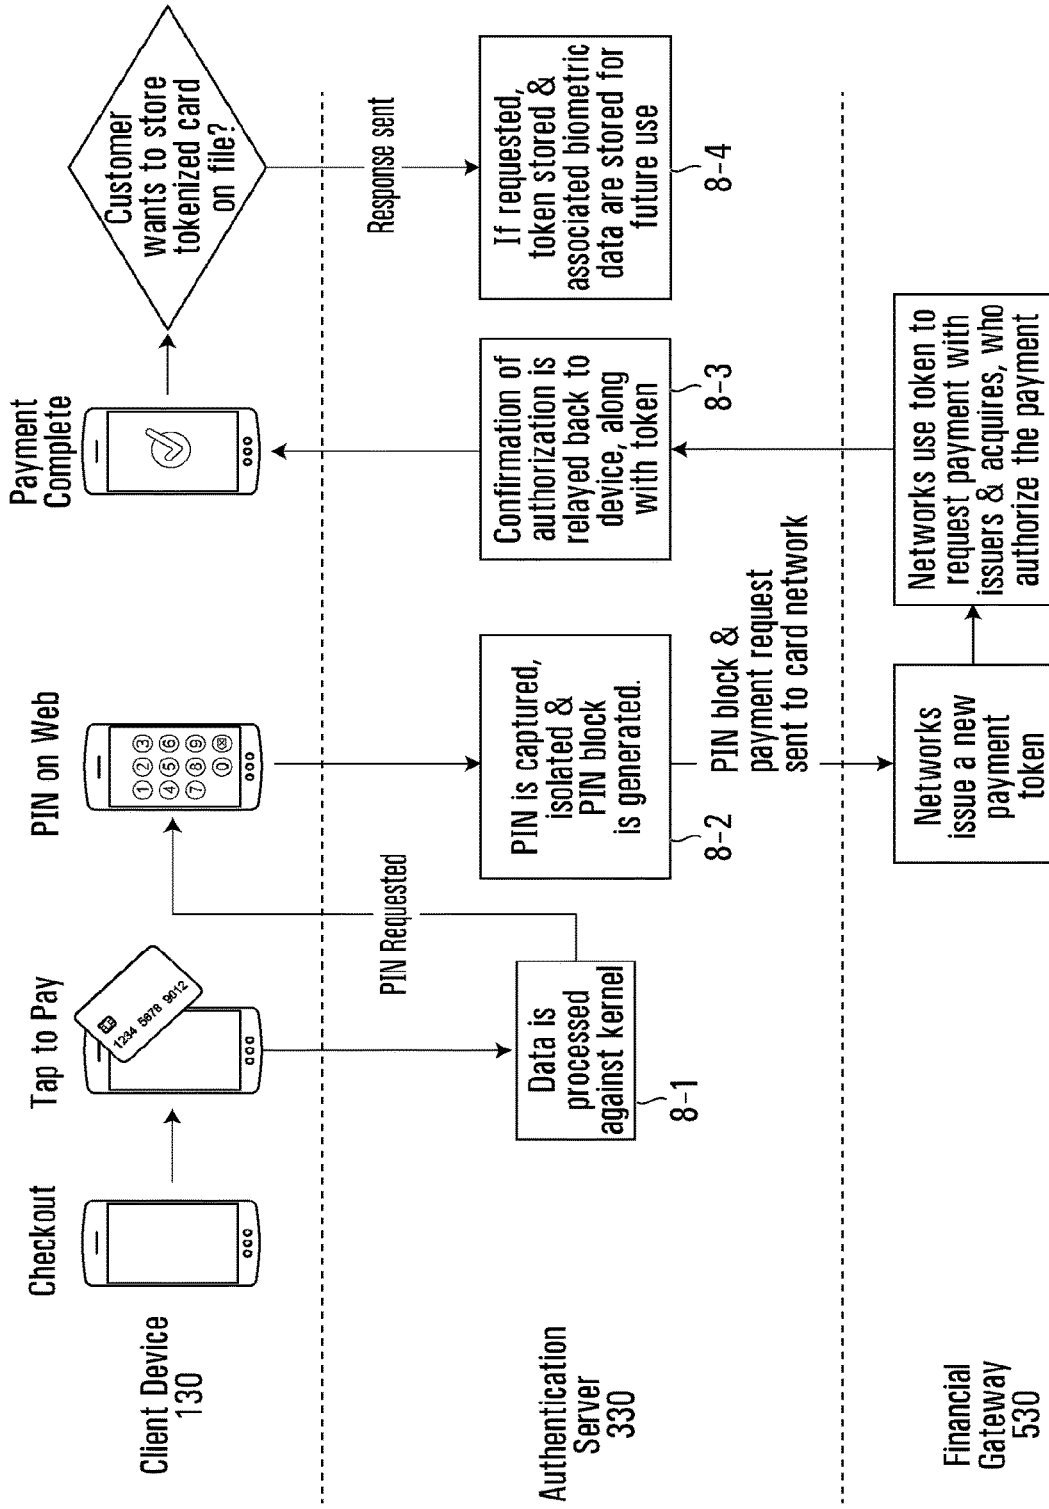 Checkout
Tap to Pay
PIN on Web
Payment
Complete
Client Device
130
1234 5678 9012
1 2 3
4 5 6
7 8 9
0
Customer
wants to store
tokenized card
on file?
PIN Requested
Response sent
Authentication
Server
330
Data is
processed
against kernel
8-1
PIN is captured,
isolated &
PIN block
is generated.
8-2
Confirmation of
authorization is
relayed back to
device, along
with token
8-3
If requested,
token stored &
associated biometric
data are stored for
future use
8-4
PIN block &
payment request
sent to card network
Financial
Gateway
530
Networks
issue a new
payment
token
Networks use token to
request payment with
issuers & acquires, who
authorize the payment